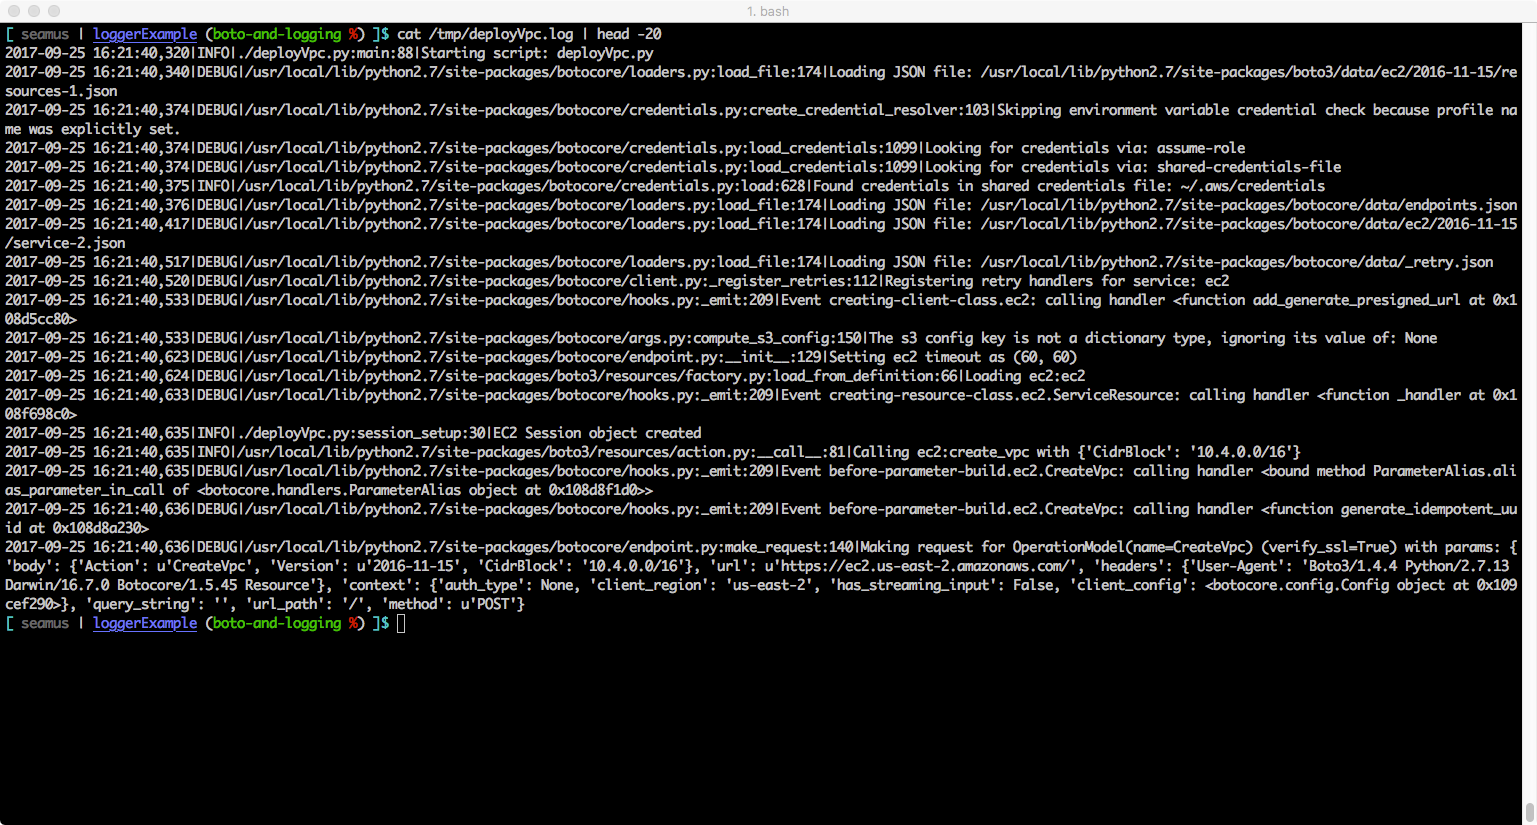 1. bash
[ seamus | loggerExample (boto-and-logging %) ]$ cat /tmp/deployVpc.log | head -20
2017-09-25 16:21:40,320|INFO|./deployVpc.py:main:88|Starting script: deployVpc.py
2017-09-25 16:21:40,340|DEBUG|/usr/local/lib/python2.7/site-packages/botocore/loaders.py:load_file:174|Loading JSON file: /usr/local/lib/python2.7/site-packages/boto3/data/ec2/2016-11-15/re
sources-1.json
2017-09-25 16:21:40,374|DEBUG|/usr/local/lib/python2.7/site-packages/botocore/credentials.py:create_credential_resolver:103|Skipping environment variable credential check because profile na
me was explicitly set.
2017-09-25 16:21:40,374|DEBUG|/usr/local/lib/python2.7/site-packages/botocore/credentials.py:load_credentials:1099|Looking for credentials via: assume-role
2017-09-25 16:21:40,374|DEBUG|/usr/local/lib/python2.7/site-packages/botocore/credentials.py:load_credentials:1099|Looking for credentials via: shared-credentials-file
2017-09-25 16:21:40,375|INFO|/usr/local/lib/python2.7/site-packages/botocore/credentials.py:load:628|Found credentials in shared credentials file: ~/.aws/credentials
2017-09-25 16:21:40,376|DEBUG|/usr/local/lib/python2.7/site-packages/botocore/loaders.py:load_file:174|Loading JSON file: /usr/local/lib/python2.7/site-packages/botocore/data/endpoints.json
2017-09-25 16:21:40,417|DEBUG|/usr/local/lib/python2.7/site-packages/botocore/loaders.py:load_file:174|Loading JSON file: /usr/local/lib/python2.7/site-packages/botocore/data/ec2/2016-11-15
/service-2.json
2017-09-25 16:21:40,517|DEBUG|/usr/local/lib/python2.7/site-packages/botocore/loaders.py:load_file:174|Loading JSON file: /usr/local/lib/python2.7/site-packages/botocore/data/_retry.json
2017-09-25 16:21:40,520|DEBUG|/usr/local/lib/python2.7/site-packages/botocore/client.py:_register_retries:112|Registering retry handlers for service: ec2
2017-09-25 16:21:40,533|DEBUG|/usr/local/lib/python2.7/site-packages/botocore/hooks.py:_emit:209|Event creating-client-class.ec2: calling handler <function add_generate_presigned_url at 0x1
08d5cc80>
2017-09-25 16:21:40,533|DEBUG|/usr/local/lib/python2.7/site-packages/botocore/args.py:compute_s3_config:150|The s3 config key is not a dictionary type, ignoring its value of: None
2017-09-25 16:21:40,623|DEBUG|/usr/local/lib/python2.7/site-packages/botocore/endpoint.py:__init__:129|Setting ec2 timeout as (60, 60)
2017-09-25 16:21:40,624|DEBUG|/usr/local/lib/python2.7/site-packages/boto3/resources/factory.py:load_from_definition:66|Loading ec2:ec2
2017-09-25 16:21:40,633|DEBUG|/usr/local/lib/python2.7/site-packages/botocore/hooks.py:_emit:209|Event creating-resource-class.ec2.ServiceResource: calling handler <function _handler at 0x1
08f698c0>
2017-09-25 16:21:40,635|INFO|./deployVpc.py:session_setup:30|EC2 Session object created
2017-09-25 16:21:40,635|INFO|/usr/local/lib/python2.7/site-packages/boto3/resources/action.py:__call__:81|Calling ec2:create_vpc with {'CidrBlock': '10.4.0.0/16'}
2017-09-25 16:21:40,635|DEBUG|/usr/local/lib/python2.7/site-packages/botocore/hooks.py:_emit:209|Event before-parameter-build.ec2.CreateVpc: calling handler <bound method ParameterAlias.ali
as_parameter_in_call of <botocore.handlers.ParameterAlias object at 0x108d8f1d0>>
2017-09-25 16:21:40,636|DEBUG|/usr/local/lib/python2.7/site-packages/botocore/hooks.py:_emit:209|Event before-parameter-build.ec2.CreateVpc: calling handler <function generate_idempotent_uu
id at 0x108d8a230>
2017-09-25 16:21:40,636|DEBUG|/usr/local/lib/python2.7/site-packages/botocore/endpoint.py:make_request:140|Making request for OperationModel(name=CreateVpc) (verify_ssl=True) with params: {
'body': {'Action': u'CreateVpc', 'Version': u'2016-11-15', 'CidrBlock': '10.4.0.0/16'}, 'url': u'https://ec2.us-east-2.amazonaws.com/', 'headers': {'User-Agent': 'Boto3/1.4.4 Python/2.7.13
Darwin/16.7.0 Botocore/1.5.45 Resource'}, 'context': {'auth_type': None, 'client_region': 'us-east-2', 'has_streaming_input': False, 'client_config': <botocore.config.Config object at 0x109
cef290>}, 'query_string': '', 'url_path': '/', 'method': u'POST'}
[ seamus | loggerExample (boto-and-logging %) ]$